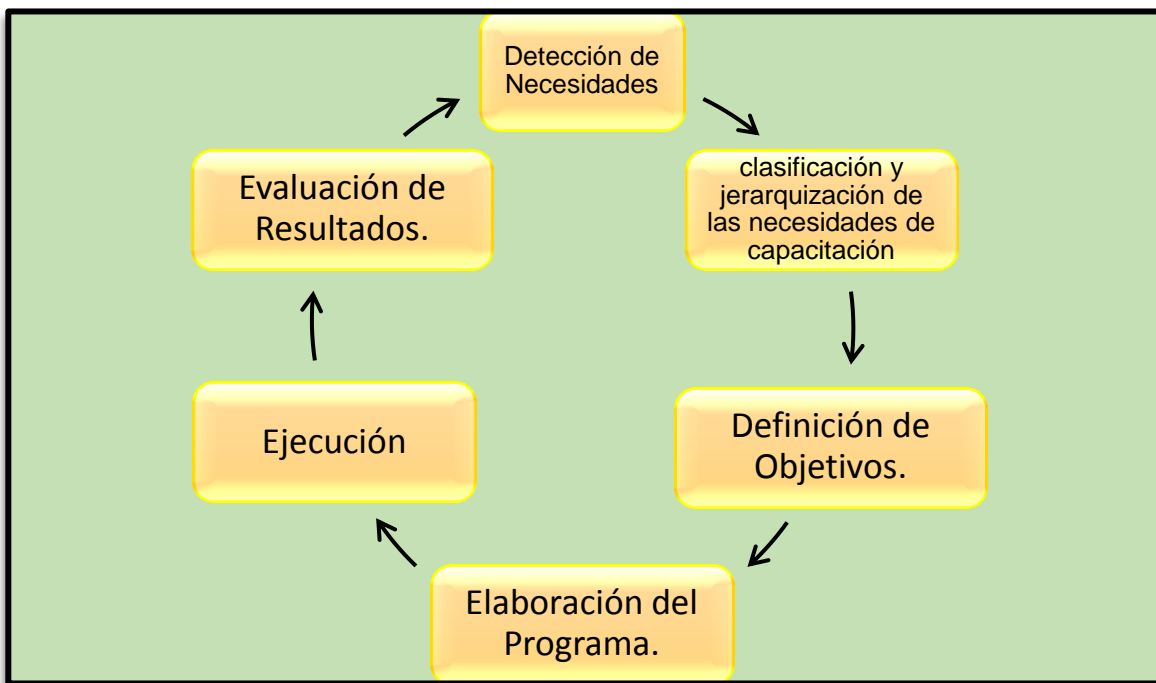 Detección de
Necesidades
clasificación y
jerarquización de
las necesidades de
capacitación
Definición de
Objetivos.
Elaboración del
Programa.
Ejecución
Evaluación de
Resultados.